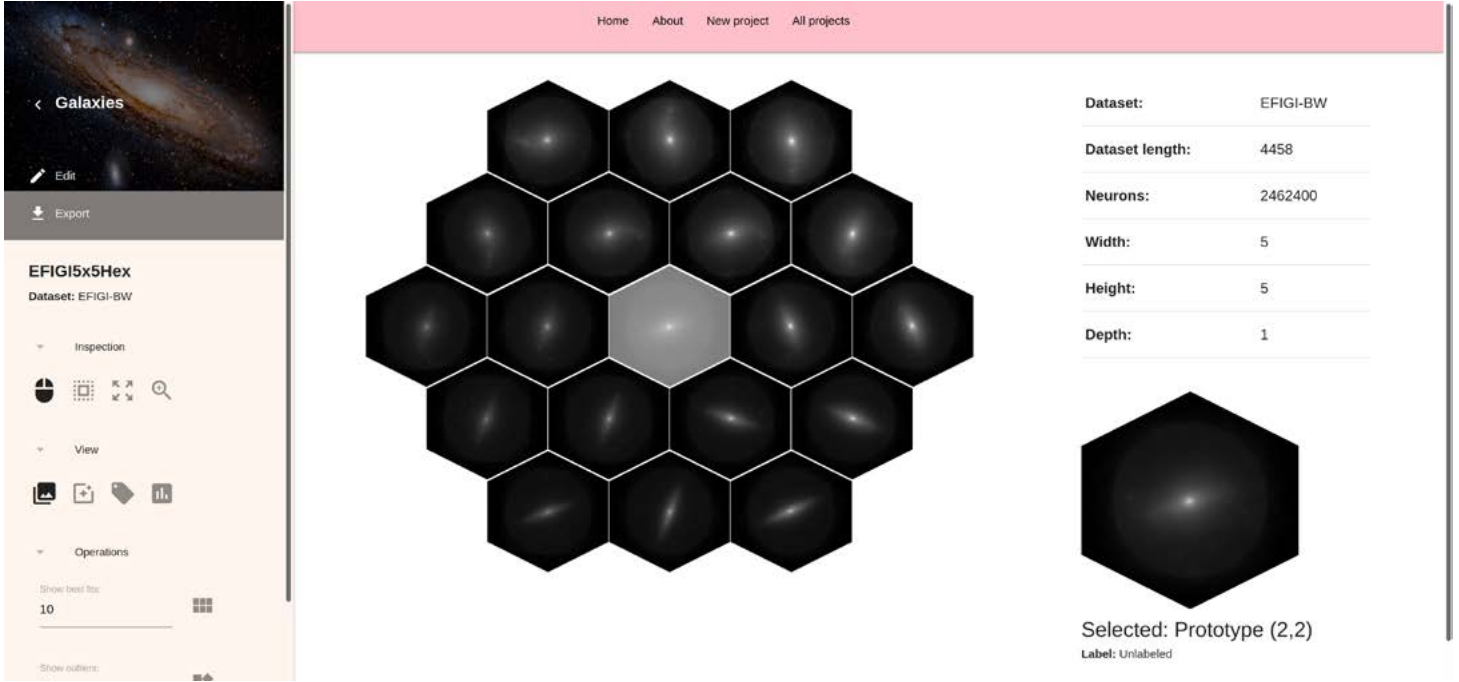 Home About New project All projects
Galaxies
Edit
Export
EFIGI5x5Hex
Dataset: EFIGI-BW
Inspection
View
Operations
Show best fits:
10
Show outliers:
Dataset: EFIGI-BW
Dataset length: 4458
Neurons: 2462400
Width: 5
Height: 5
Depth: 1
Selected: Prototype (2,2)
Label: Unlabeled